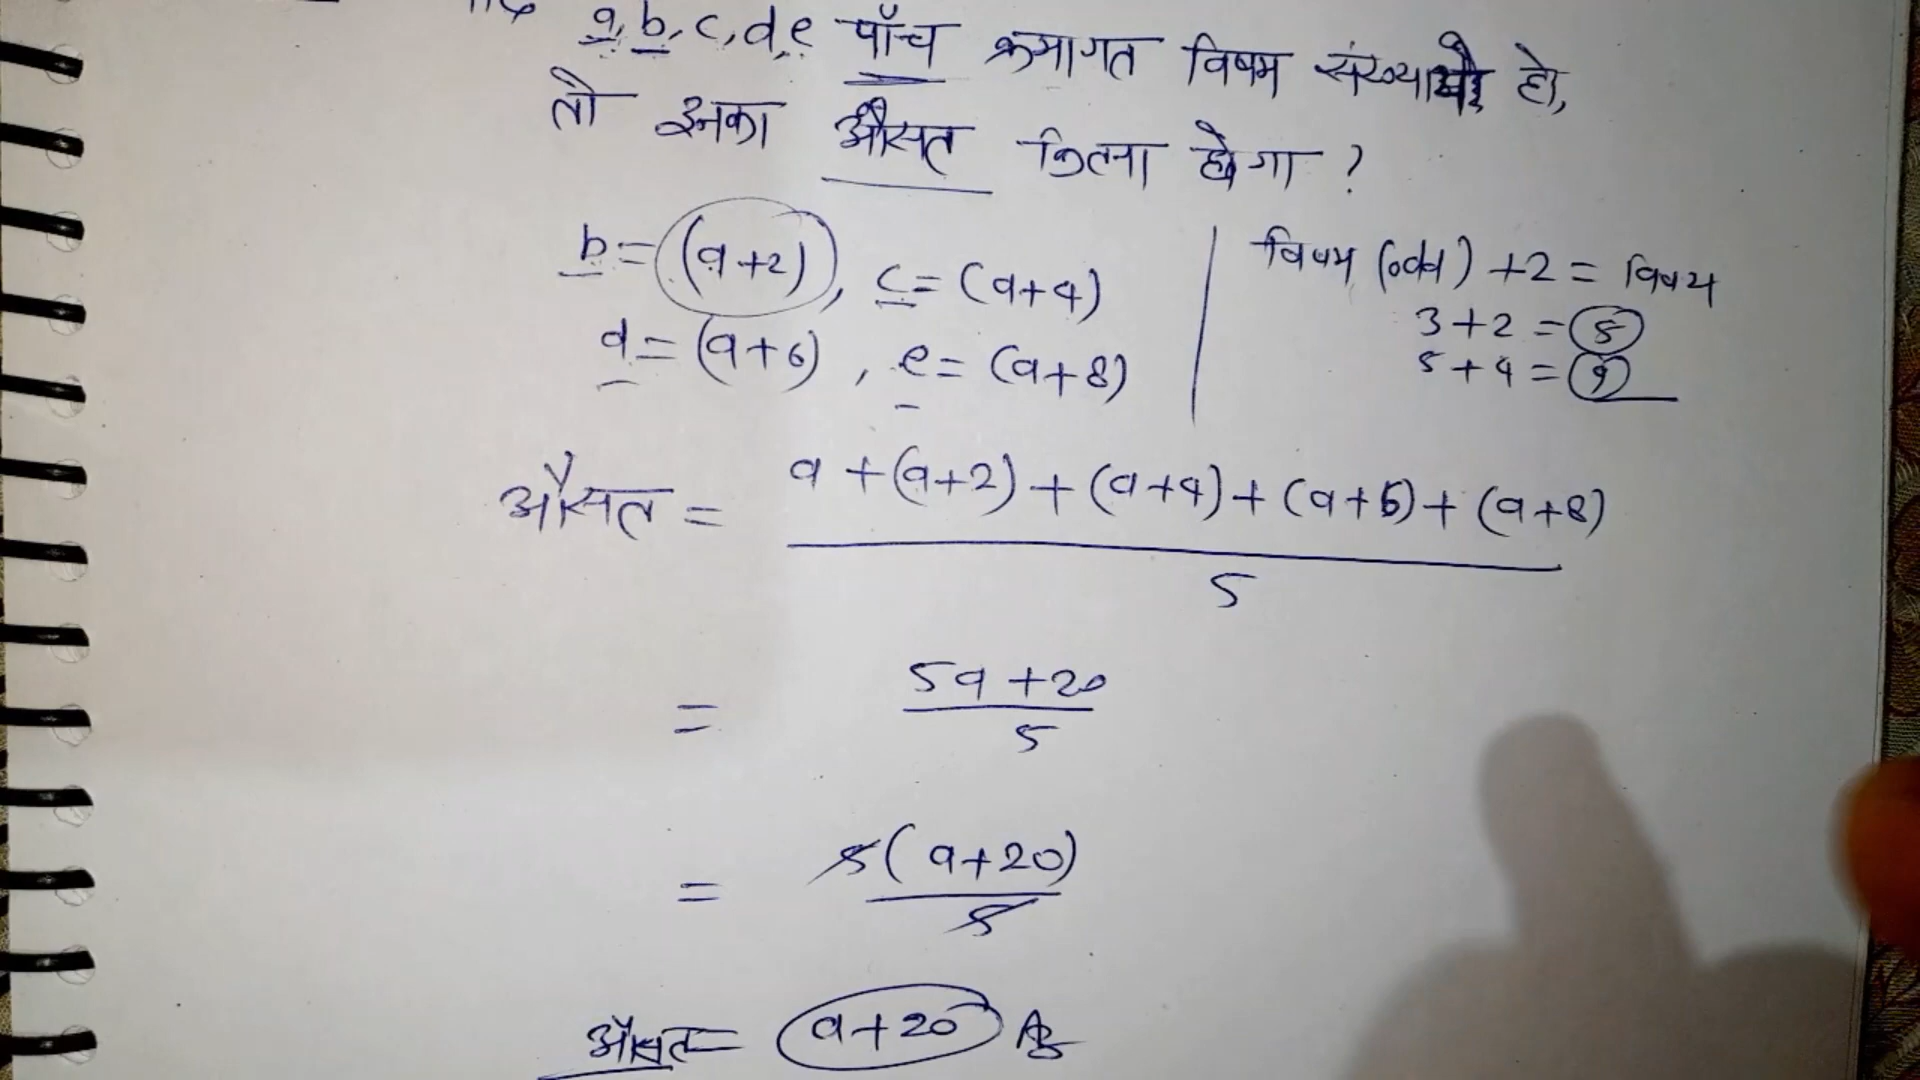 a, b, c, d, e पाँच क्रमागत विषम संख्यायें हो,
तो इनका औसत कितना होगा ?
b = (a+2), c = (a+4)
d = (a+6), e = (a+8)
विषम (odd) +2 = विषम
3+2 = 5
5+4 = 9
औसत = a + (a+2) + (a+4) + (a+6) + (a+8)
5
= 5a + 20
5
= 5(a+20)
5
औसत = a+20 Ans